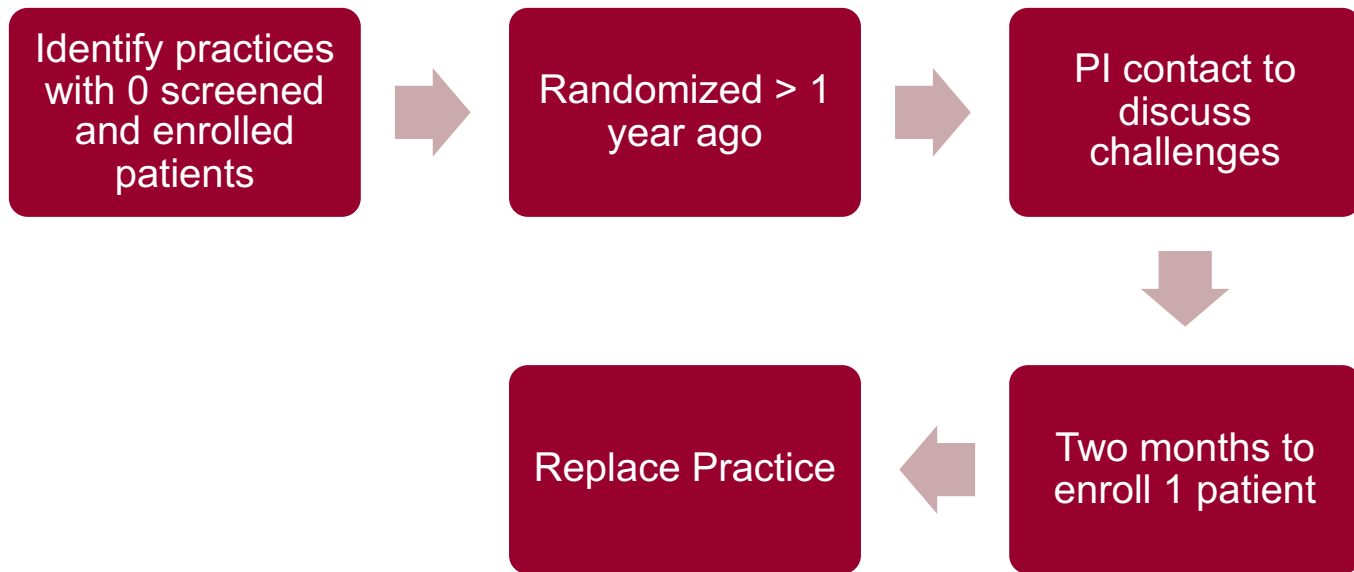 Identify practices
with 0 screened
and enrolled
patients
Randomized > 1
year ago
PI contact to
discuss
challenges
Two months to
enroll 1 patient
Replace Practice